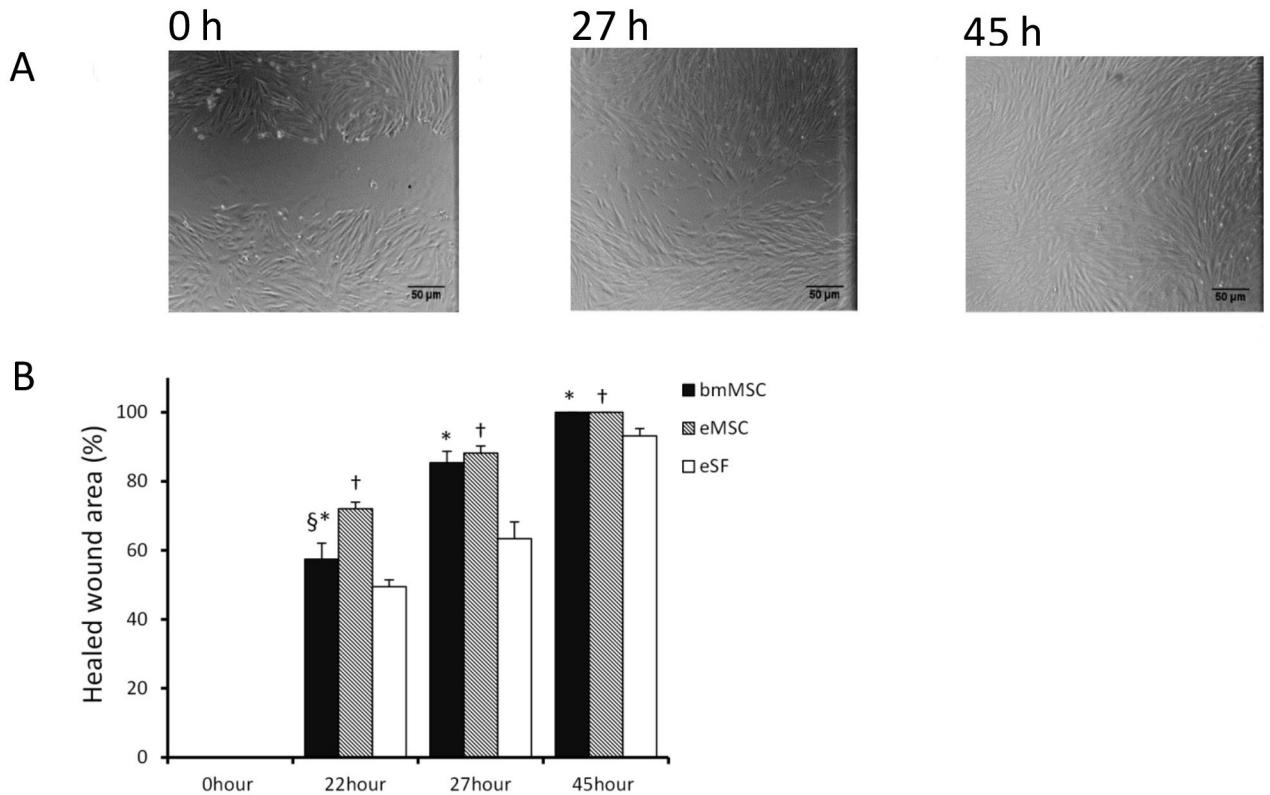 0 h
27 h
45 h
A
50 µm
50 µm
50 µm
B
Healed wound area (%)
100
80
60
40
20
0
§*
†
*
†
*
†
0hour
22hour
27hour
45hour
bmMSC
eMSC
eSF